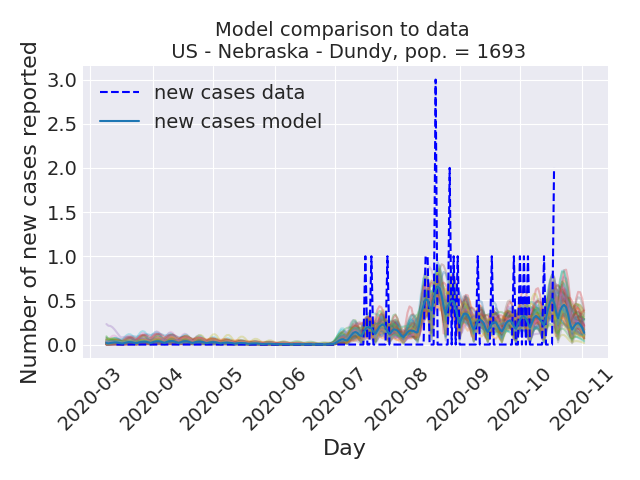 Model comparison to data
US - Nebraska - Dundy, pop. = 1693
Number of new cases reported
3.0
2.5
2.0
1.5
1.0
0.5
0.0
new cases data
new cases model
2020-03
2020-04
2020-05
2020-06
2020-07
2020-08
2020-09
2020-10
2020-11
Day